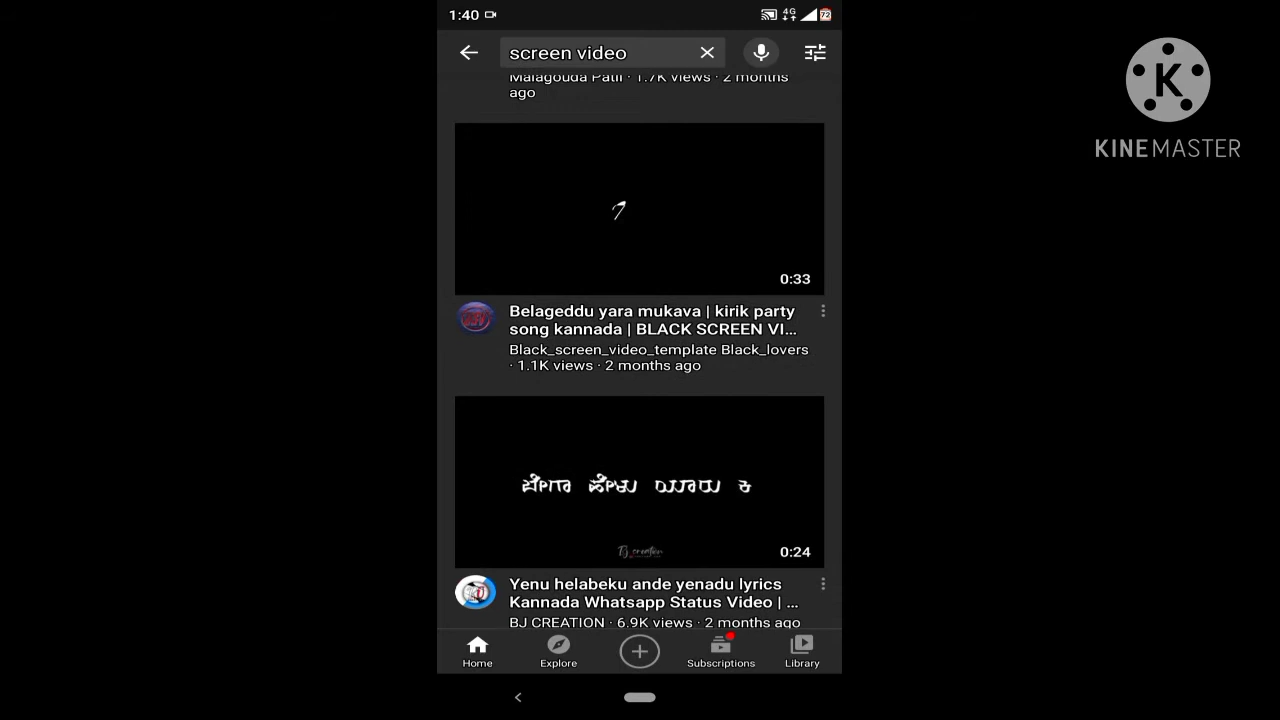 1:40
4G
72
screen video
K
KINEMASTER
Malagouda Patil · 1.7K views · 2 months
ago
0:33
Belageddu yara mukava | kirik party
song kannada | BLACK SCREEN VI...
Black_screen_video_template Black_lovers
· 1.1K views · 2 months ago
ಬೇಗಾ ಹೇಳು ಯಾರು ಕ
0:24
Yenu helabeku ande yenadu lyrics
Kannada Whatsapp Status Video | ...
BJ CREATION · 6.9K views · 2 months ago
Home
Explore
Subscriptions
Library